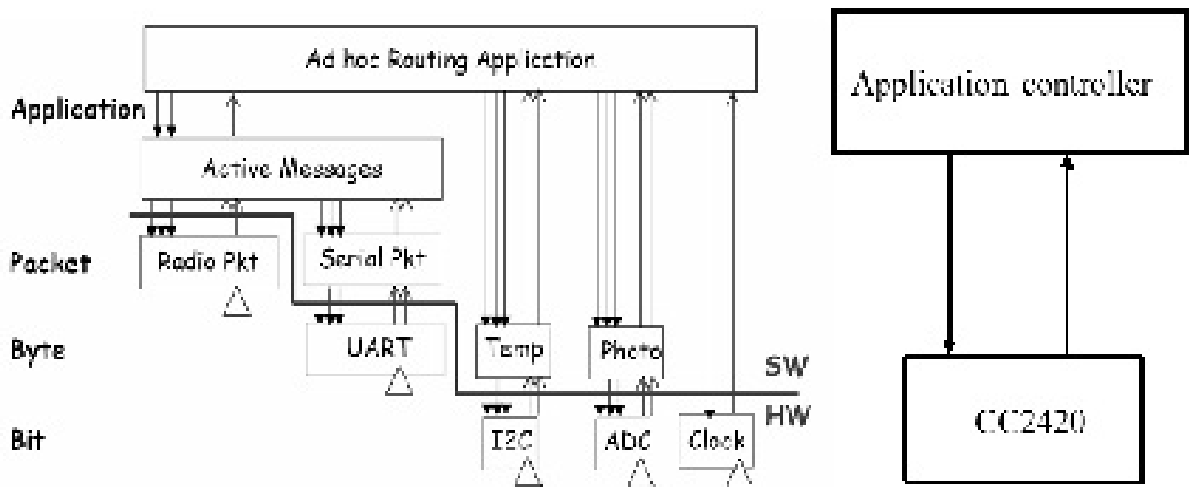 Ad hoc Routing Application
Application
Active Messages
Packet
Radio Pkt
Serial Pkt
Byte
UART
Temp
Photo
SW
HW
Bit
I2C
ADC
Clock
Application controller
CC2420